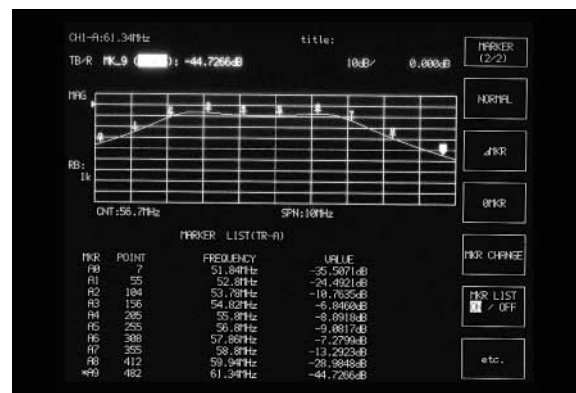 CH1-A:61.34MHz
title:
TB/R MK_9 ( ): -44.7266dB
10dB/ 0.000dB
MAG
RB:
1k
CNT:56.7MHz
SPN:10MHz
MARKER LIST(TR-A)
MKR POINT FREQUENCY VALUE
A0 7 51.84MHz -35.5071dB
A1 55 52.8MHz -24.4921dB
A2 104 53.78MHz -10.7635dB
A3 156 54.82MHz -6.8460dB
A4 205 55.8MHz -8.8918dB
A5 255 56.8MHz -9.0817dB
A6 308 57.86MHz -7.2799dB
A7 355 58.8MHz -13.2923dB
A8 412 59.94MHz -28.9848dB
*A9 482 61.34MHz -44.7266dB
MARKER
(2/2)
NORMAL
⊿MKR
0MKR
MKR CHANGE
MKR LIST
ON / OFF
etc.